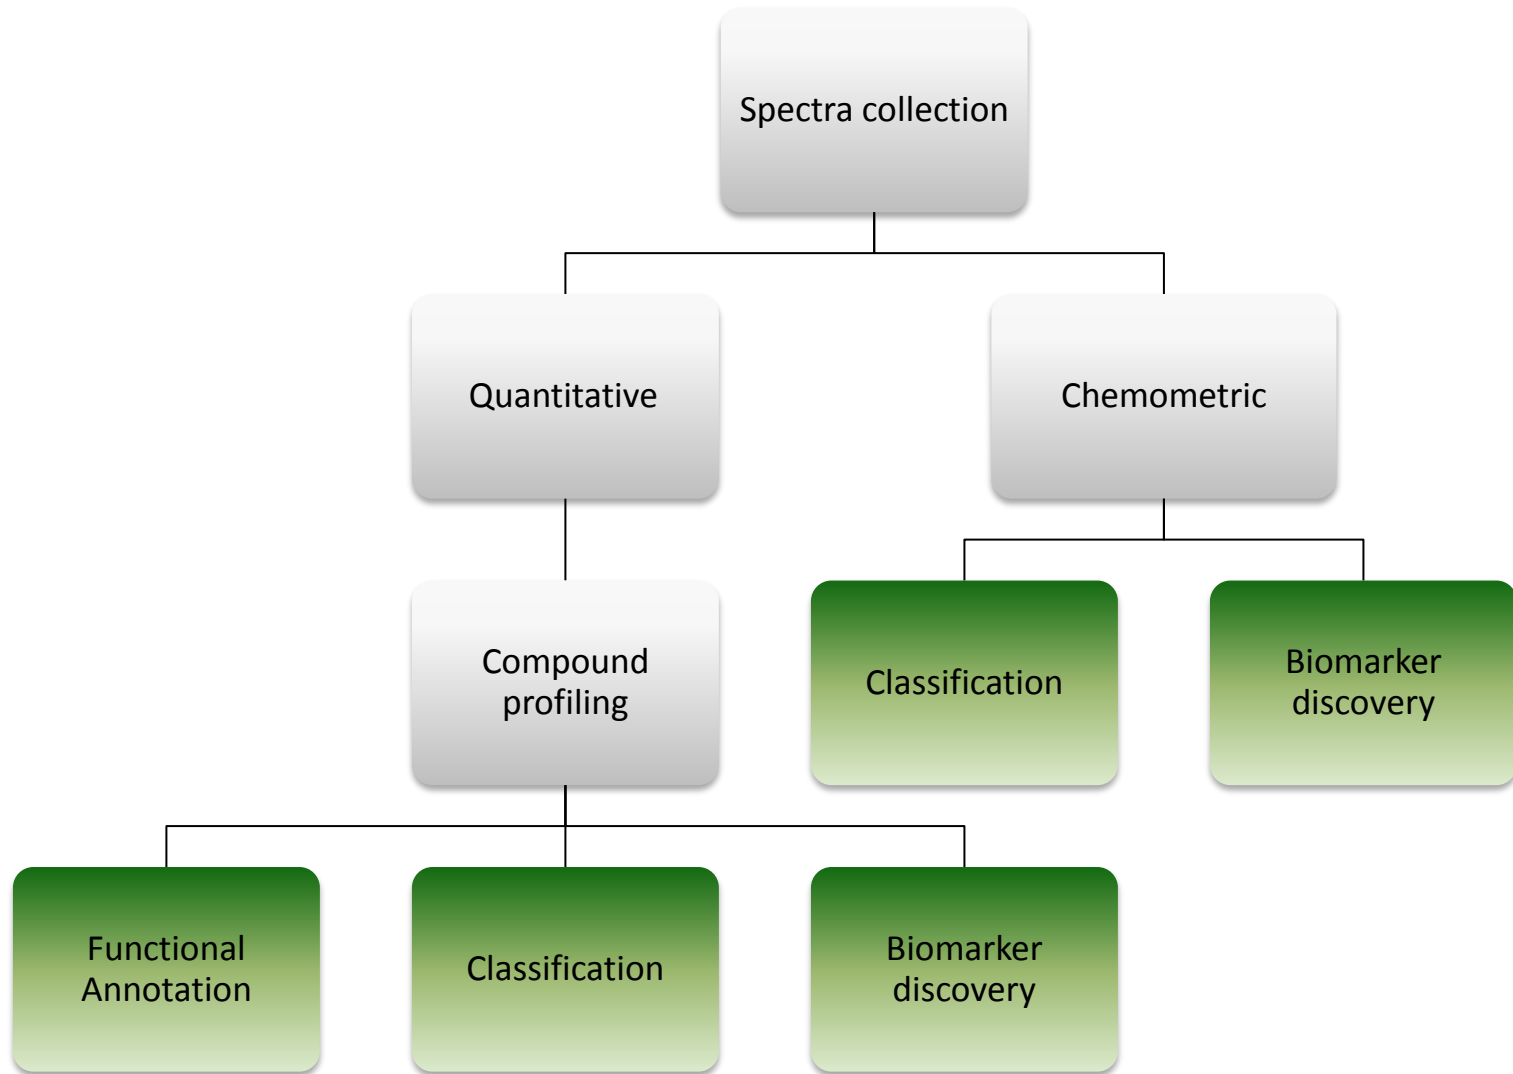 Spectra collection
Quantitative
Chemometric
Compound
profiling
Classification
Biomarker
discovery
Functional
Annotation
Classification
Biomarker
discovery